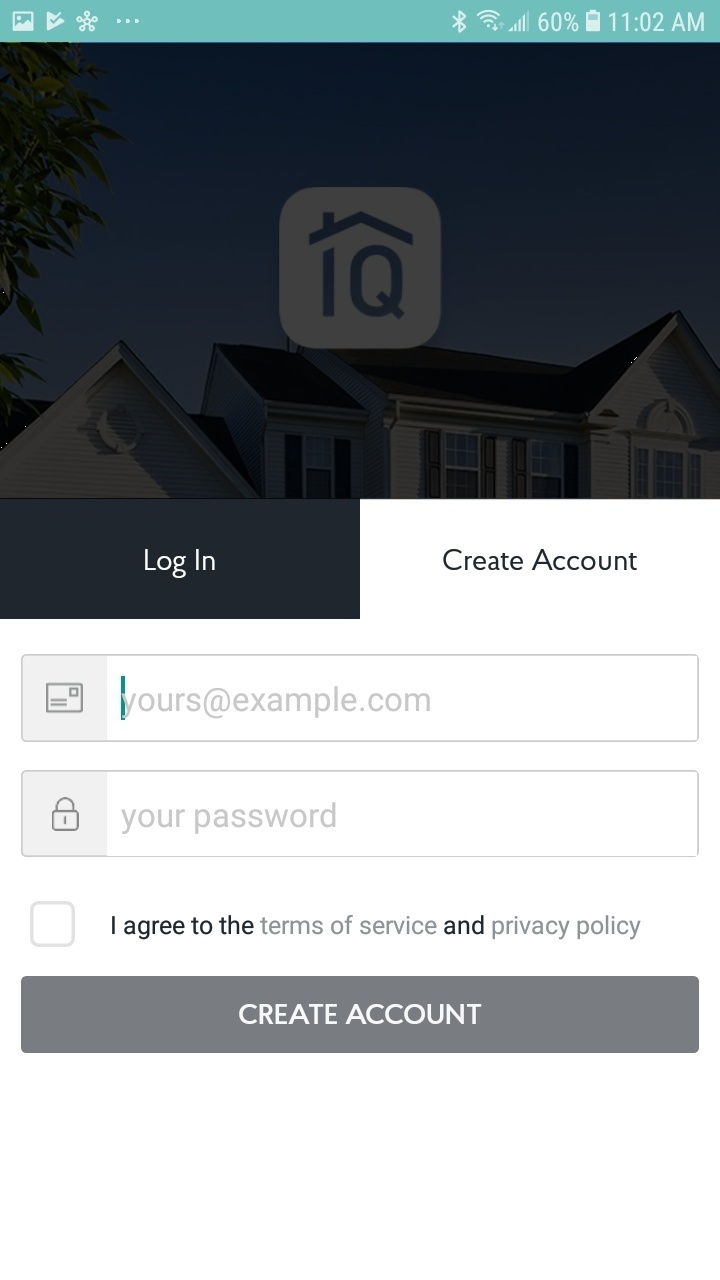 60% 11:02 AM
IQ
Log In Create Account
yours@example.com
your password
I agree to the terms of service and privacy policy
CREATE ACCOUNT